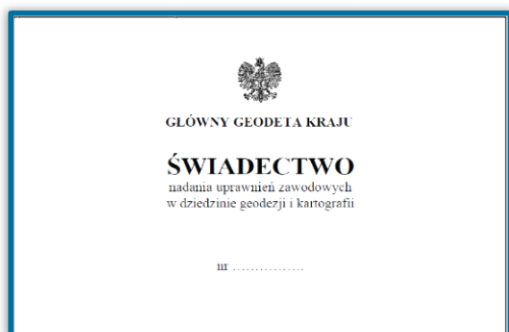 GŁÓWNY GEODETA KRAJU
ŚWIADECTWO
nadania uprawnień zawodowych
w dziedzinie geodezji i kartografii
nr ................